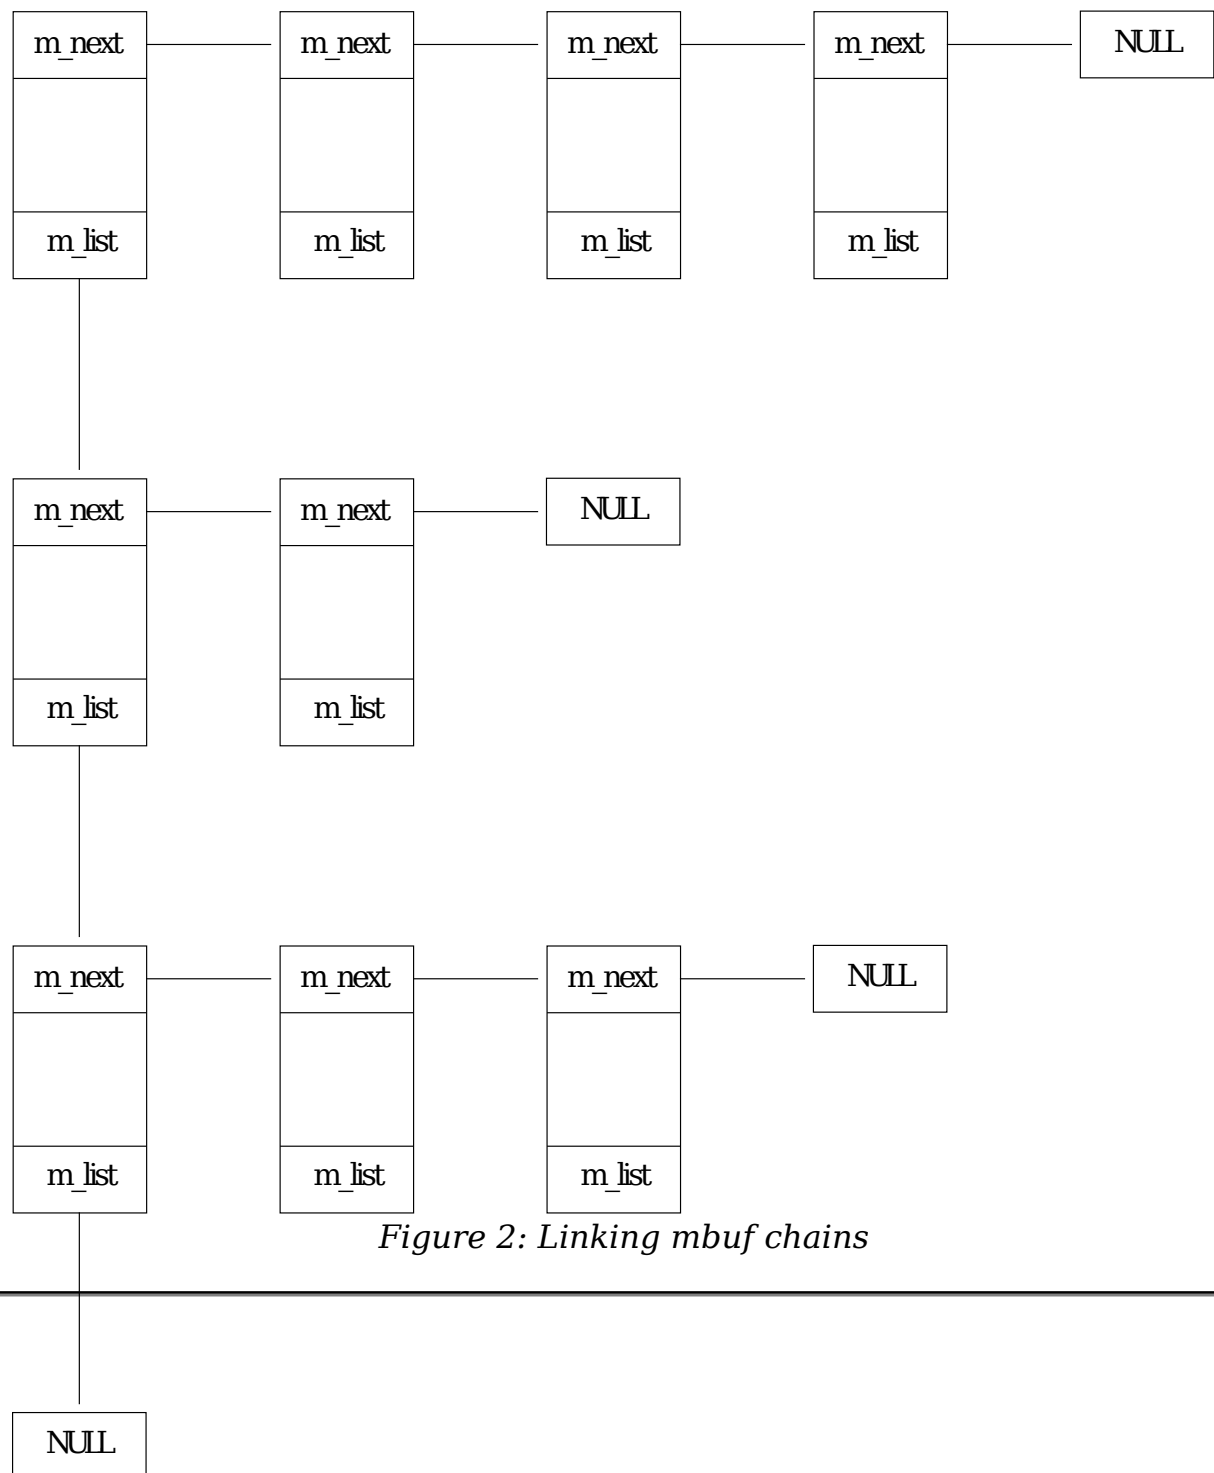 m_next m_next m_next m_next NULL
m_list m_list m_list m_list
m_next m_next NULL
m_list m_list
m_next m_next m_next NULL
m_list m_list m_list
Figure 2: Linking mbuf chains
NULL